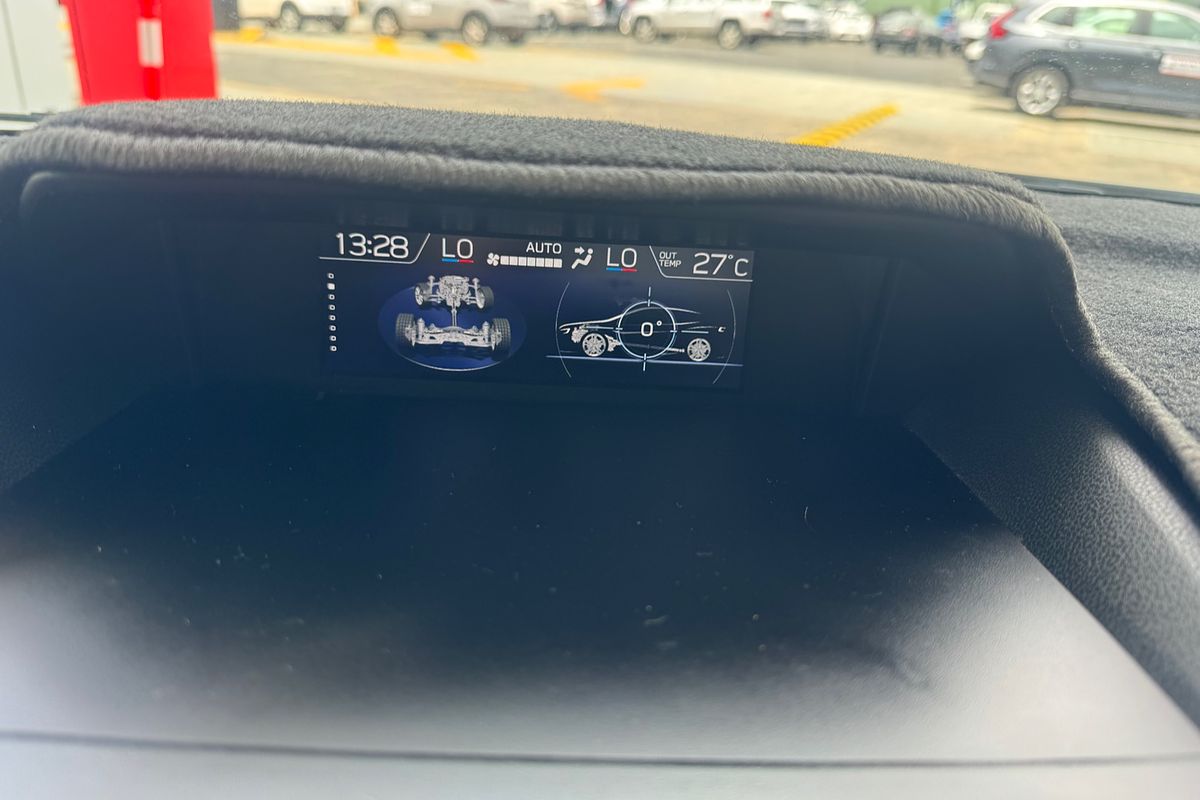 13:28 LO AUTO LO OUT TEMP 27°C
0°